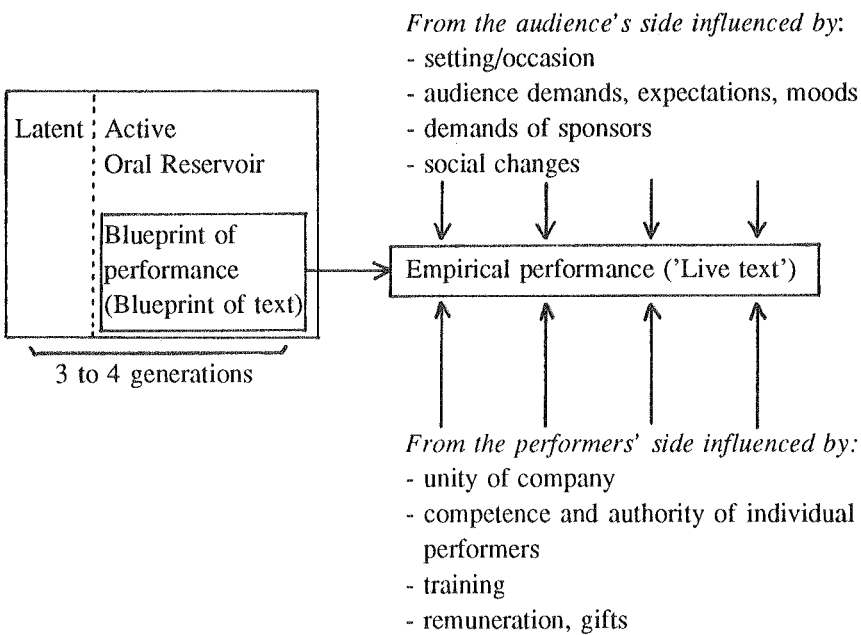 From the audience's side influenced by:
- setting/occasion
- audience demands, expectations, moods
- demands of sponsors
- social changes
Latent Active
Oral Reservoir
Blueprint of
performance
(Blueprint of text)
3 to 4 generations
Empirical performance ('Live text')
From the performers' side influenced by:
- unity of company
- competence and authority of individual
performers
- training
- remuneration, gifts